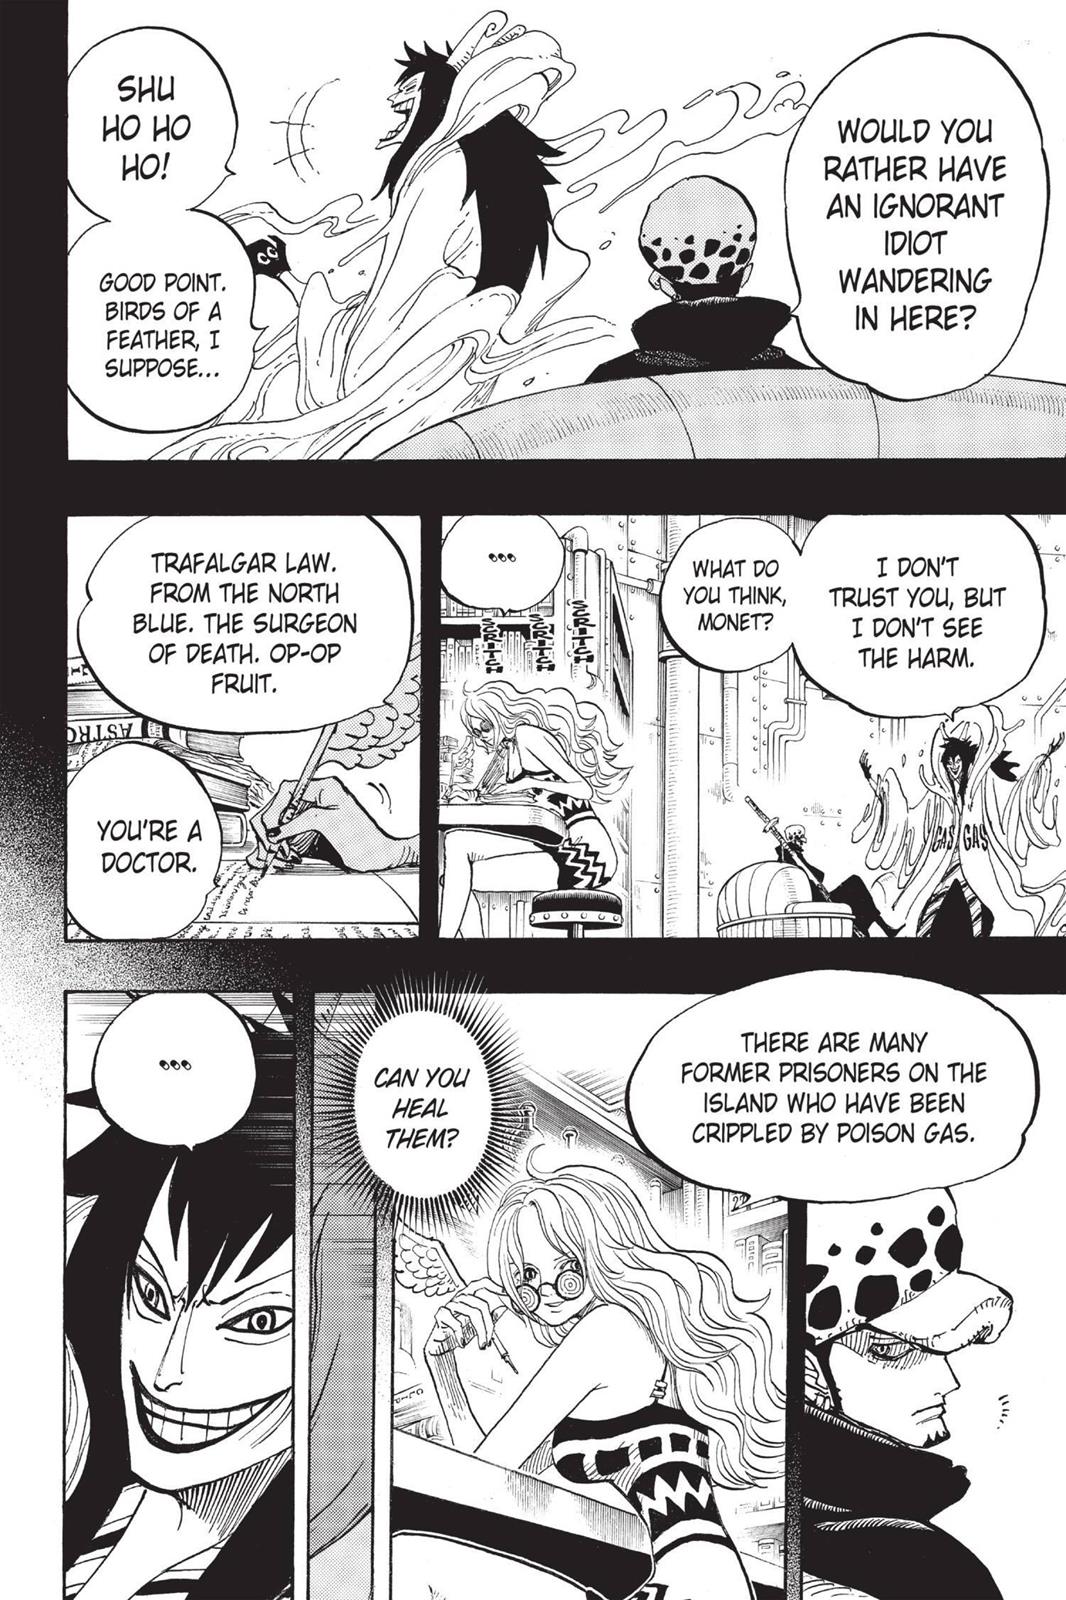 WOULD YOU
RATHER HAVE
AN IGNORANT
IDIOT
WANDERING
IN HERE?
SHU
HO HO
HO!
GOOD POINT.
BIRDS OF A
FEATHER, I
SUPPOSE...
CC
I DON'T
TRUST YOU, BUT
I DON'T SEE
THE HARM.
WHAT DO
YOU THINK,
MONET?
GAS GAS
...
SCRITCH
SCRITCH
SCRITCH
TRAFALGAR LAW.
FROM THE NORTH
BLUE. THE SURGEON
OF DEATH. OP-OP
FRUIT.
ASTRO
YOU'RE A
DOCTOR.
THERE ARE MANY
FORMER PRISONERS ON THE
ISLAND WHO HAVE BEEN
CRIPPLED BY POISON GAS.
CAN YOU
HEAL
THEM?
...